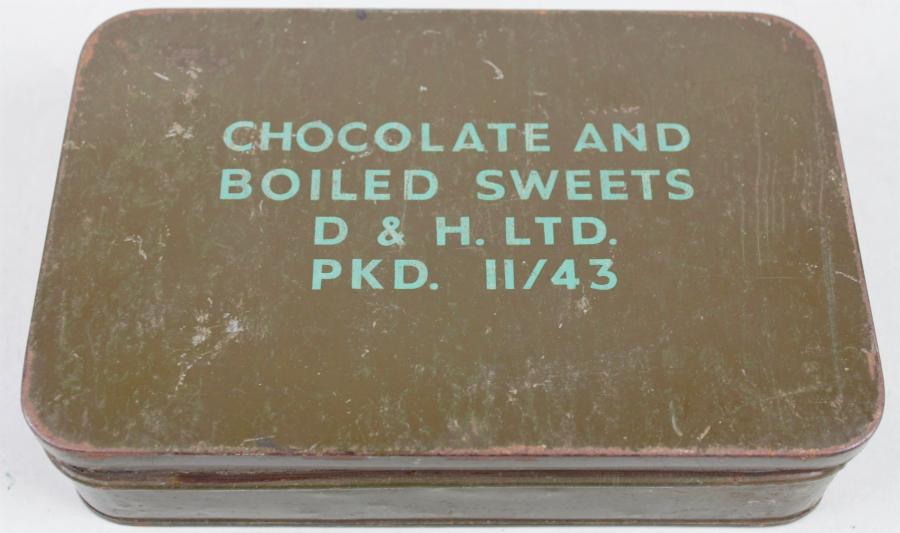 CHOCOLATE AND
BOILED SWEETS
D & H. LTD.
PKD. 11/43